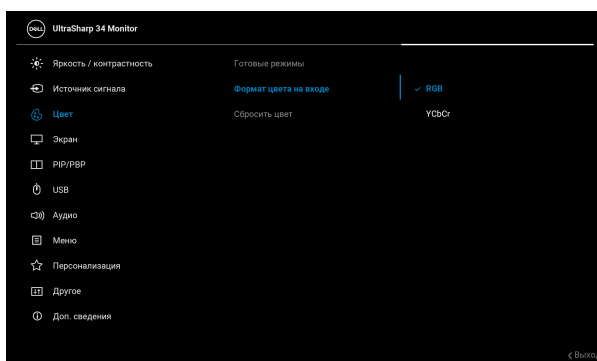 DELL UltraSharp 34 Monitor
Яркость / контрастность Готовые режимы
Источник сигнала Формат цвета на входе RGB
Цвет Сбросить цвет YCbCr
Экран
PIP/PBP
USB
Аудио
Меню
Персонализация
Другое
Доп. сведения
Выход